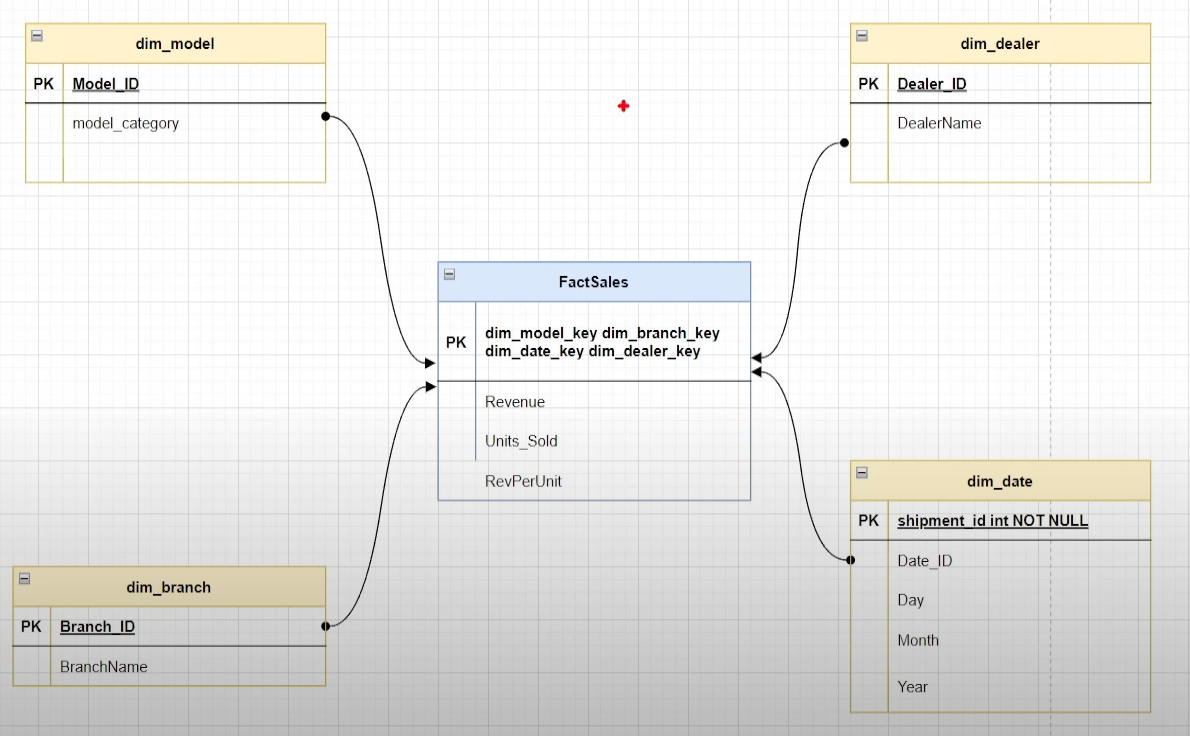 dim_model
PK Model_ID
model_category
dim_dealer
PK Dealer_ID
DealerName
FactSales
PK
dim_model_key dim_branch_key
dim_date_key dim_dealer_key
Revenue
Units_Sold
RevPerUnit
dim_branch
PK Branch_ID
BranchName
dim_date
PK shipment_id int NOT NULL
Date_ID
Day
Month
Year